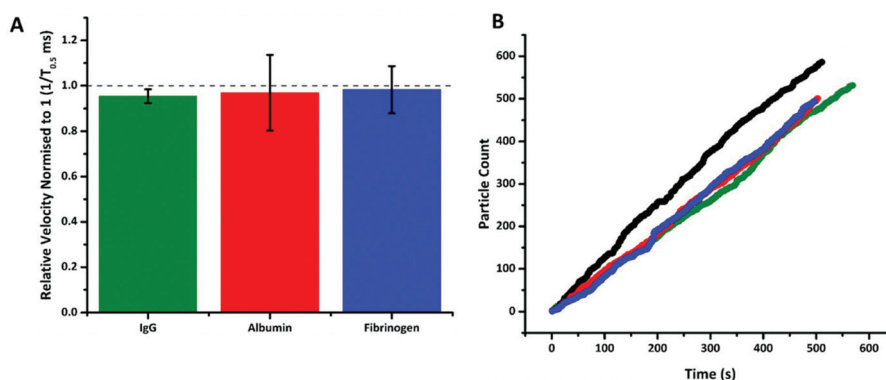 A
Relative Velocity Normised to 1 (1/T0.5 ms)
1.2
1.0
0.8
0.6
0.4
0.2
0.0
IgG
Albumin
Fibrinogen
B
Particle Count
600
500
400
300
200
100
0
0
100
200
300
400
500
600
Time (s)